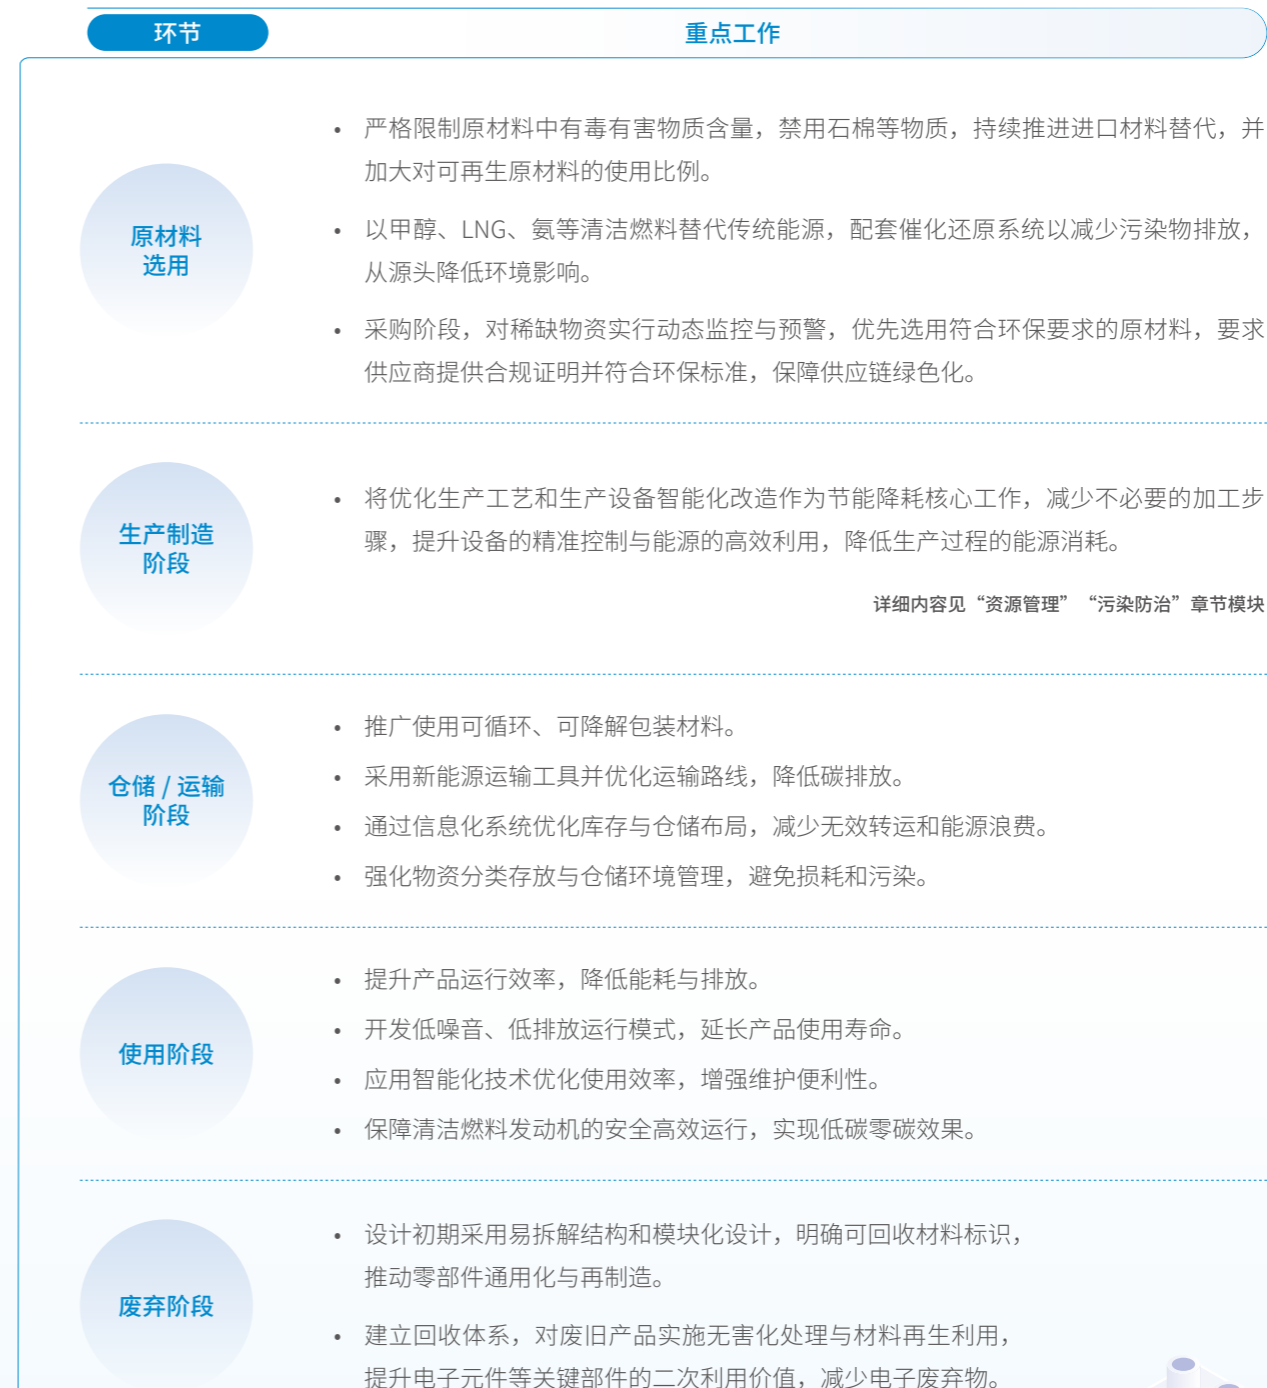 环节
重点工作
原材料
选用
• 严格限制原材料中有毒有害物质含量，禁用石棉等物质，持续推进进口材料替代，并
加大对可再生原材料的使用比例。
• 以甲醇、LNG、氨等清洁燃料替代传统能源，配套催化还原系统以减少污染物排放，
从源头降低环境影响。
• 采购阶段，对稀缺物资实行动态监控与预警，优先选用符合环保要求的原材料，要求
供应商提供合规证明并符合环保标准，保障供应链绿色化。
生产制造
阶段
• 将优化生产工艺和生产设备智能化改造作为节能降耗核心工作，减少不必要的加工步
骤，提升设备的精准控制与能源的高效利用，降低生产过程的能源消耗。
详细内容见“资源管理”“污染防治”章节模块
仓储 / 运输
阶段
• 推广使用可循环、可降解包装材料。
• 采用新能源运输工具并优化运输路线，降低碳排放。
• 通过信息化系统优化库存与仓储布局，减少无效转运和能源浪费。
• 强化物资分类存放与仓储环境管理，避免损耗和污染。
使用阶段
• 提升产品运行效率，降低能耗与排放。
• 开发低噪音、低排放运行模式，延长产品使用寿命。
• 应用智能化技术优化使用效率，增强维护便利性。
• 保障清洁燃料发动机的安全高效运行，实现低碳零碳效果。
废弃阶段
• 设计初期采用易拆解结构和模块化设计，明确可回收材料标识，
推动零部件通用化与再制造。
• 建立回收体系，对废旧产品实施无害化处理与材料再生利用，
提升电子元件等关键部件的二次利用价值，减少电子废弃物。